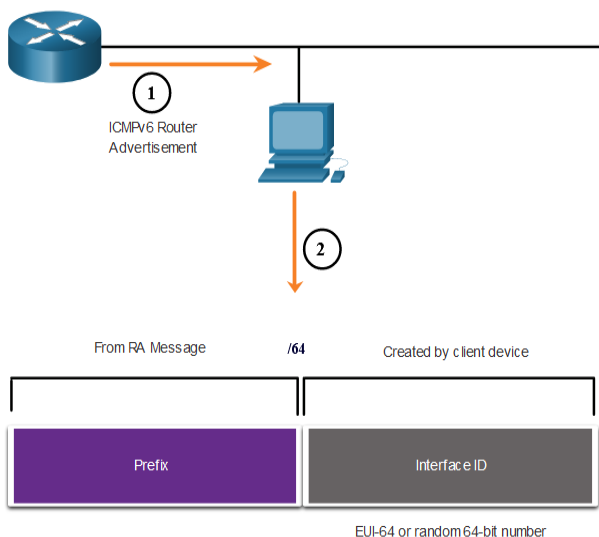 1
ICMPv6 Router
Advertisement
2
From RA Message
/64
Created by client device
Prefix
Interface ID
EUI-64 or random 64-bit number